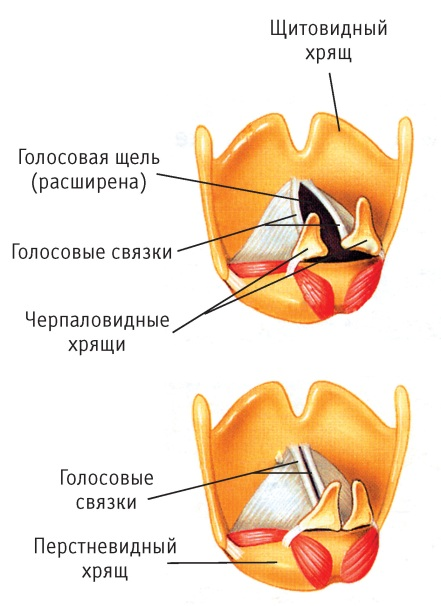 Щитовидный
хрящ
Голосовая щель
(расширена)
Голосовые связки
Черпаловидные
хрящи
Голосовые
связки
Перстневидный
хрящ